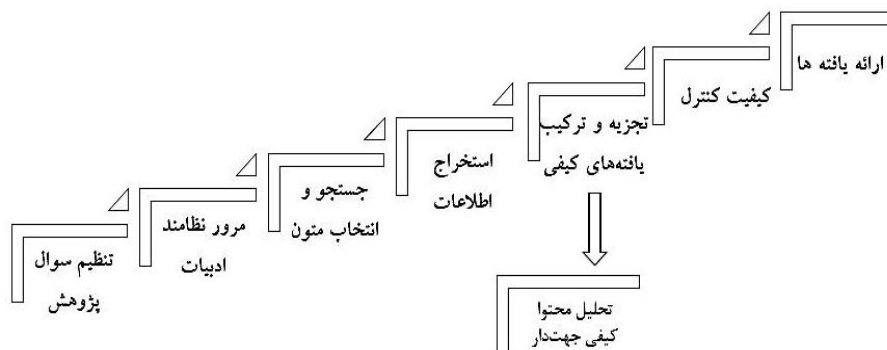 تنظیم سوال
پژوهش
مرور نظامند
ادبیات
جستجو و
انتخاب متون
استخراج
اطلاعات
تجزیه و ترکیب
یافته‌های کیفی
کیفیت کنترل
ارائه یافته ها
تحلیل محتوا
کیفی جهت‌دار